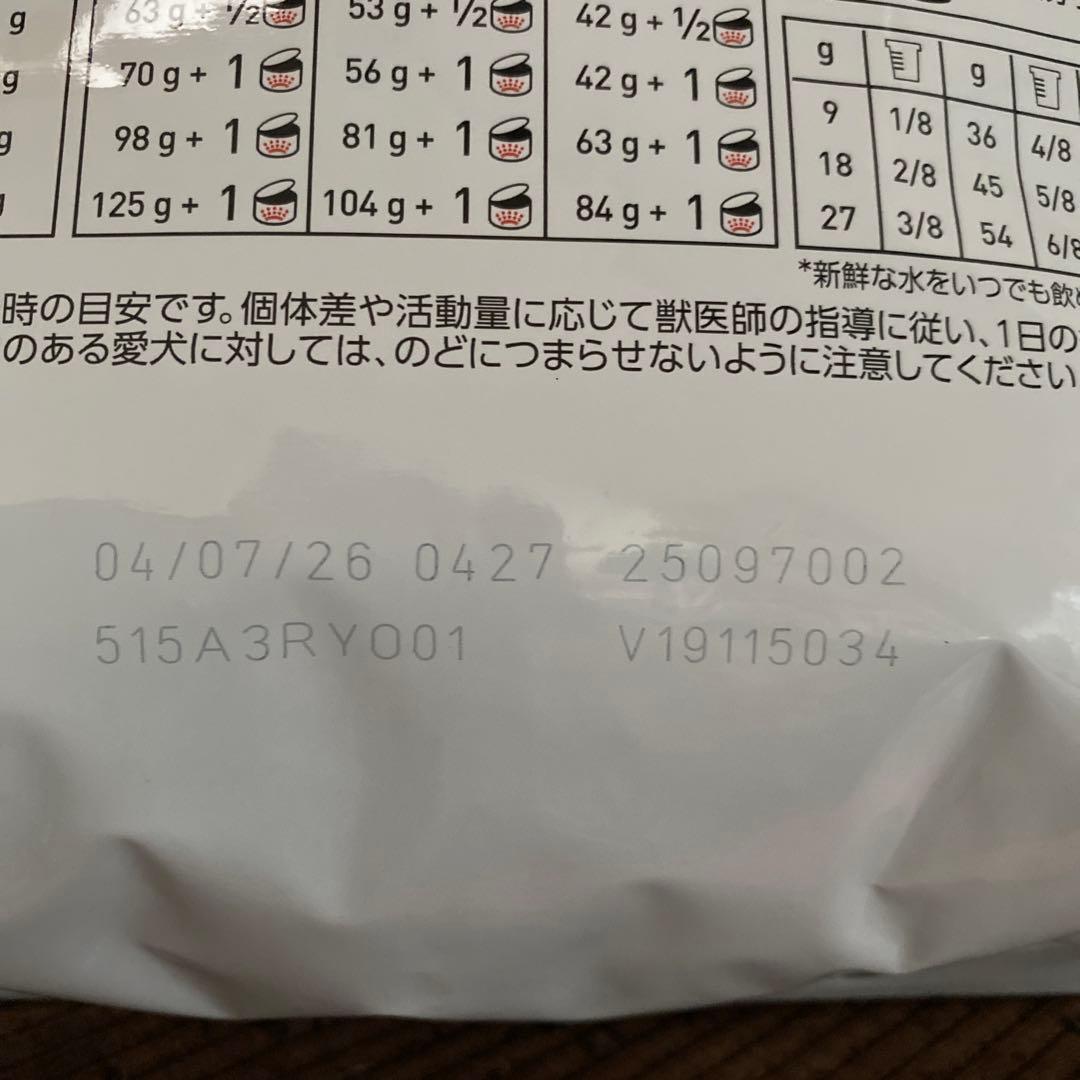 g 63 g + ½ 53 g + ½ 42 g + ½
g 70 g + 1 56 g + 1 42 g + 1
g 98 g + 1 81 g + 1 63 g + 1
125 g + 1 104 g + 1 84 g + 1
g g
9 1/8 36 4/8
18 2/8 45 5/8
27 3/8 54 6/8
*新鮮な水をいつでも飲め
時の目安です。個体差や活動量に応じて獣医師の指導に従い、1日の
のある愛犬に対しては、のどにつまらせないように注意してください
04/07/26 0427 25097002
515A3RYO01 V19115034